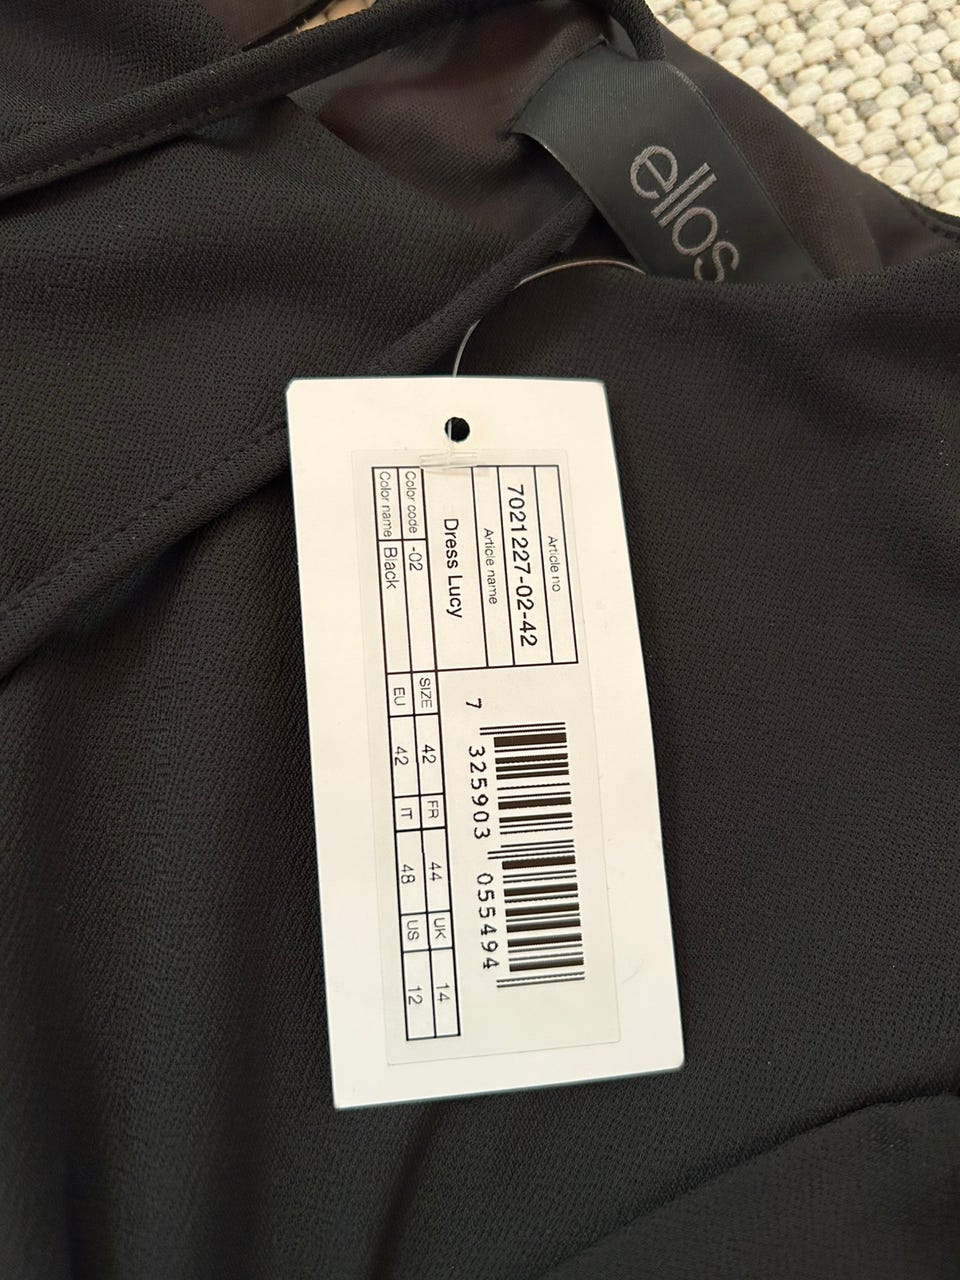 ellos
Article no
7021227-02-42
Article name
Dress Lucy
Color code -02
Color name Black
SIZE 42 FR 44 UK 14
EU 42 IT 48 US 12
7 325903 055494